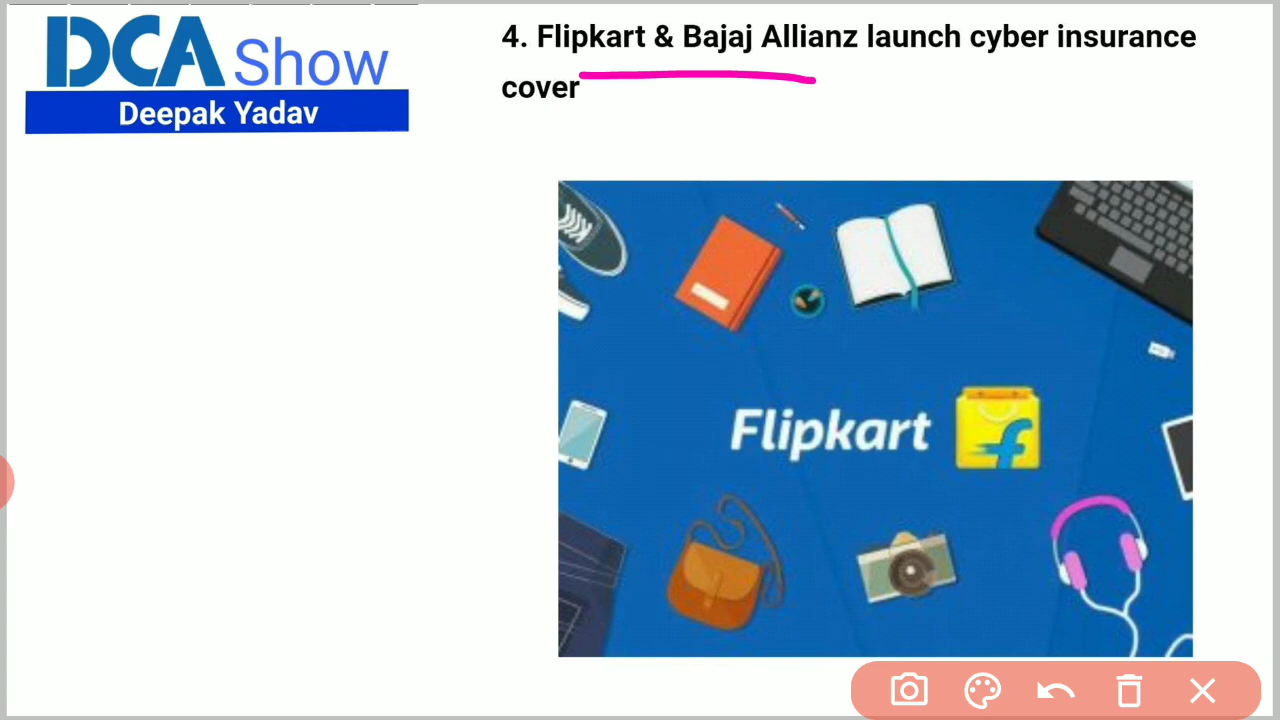 DCA Show
Deepak Yadav
4. Flipkart & Bajaj Allianz launch cyber insurance
cover
Flipkart